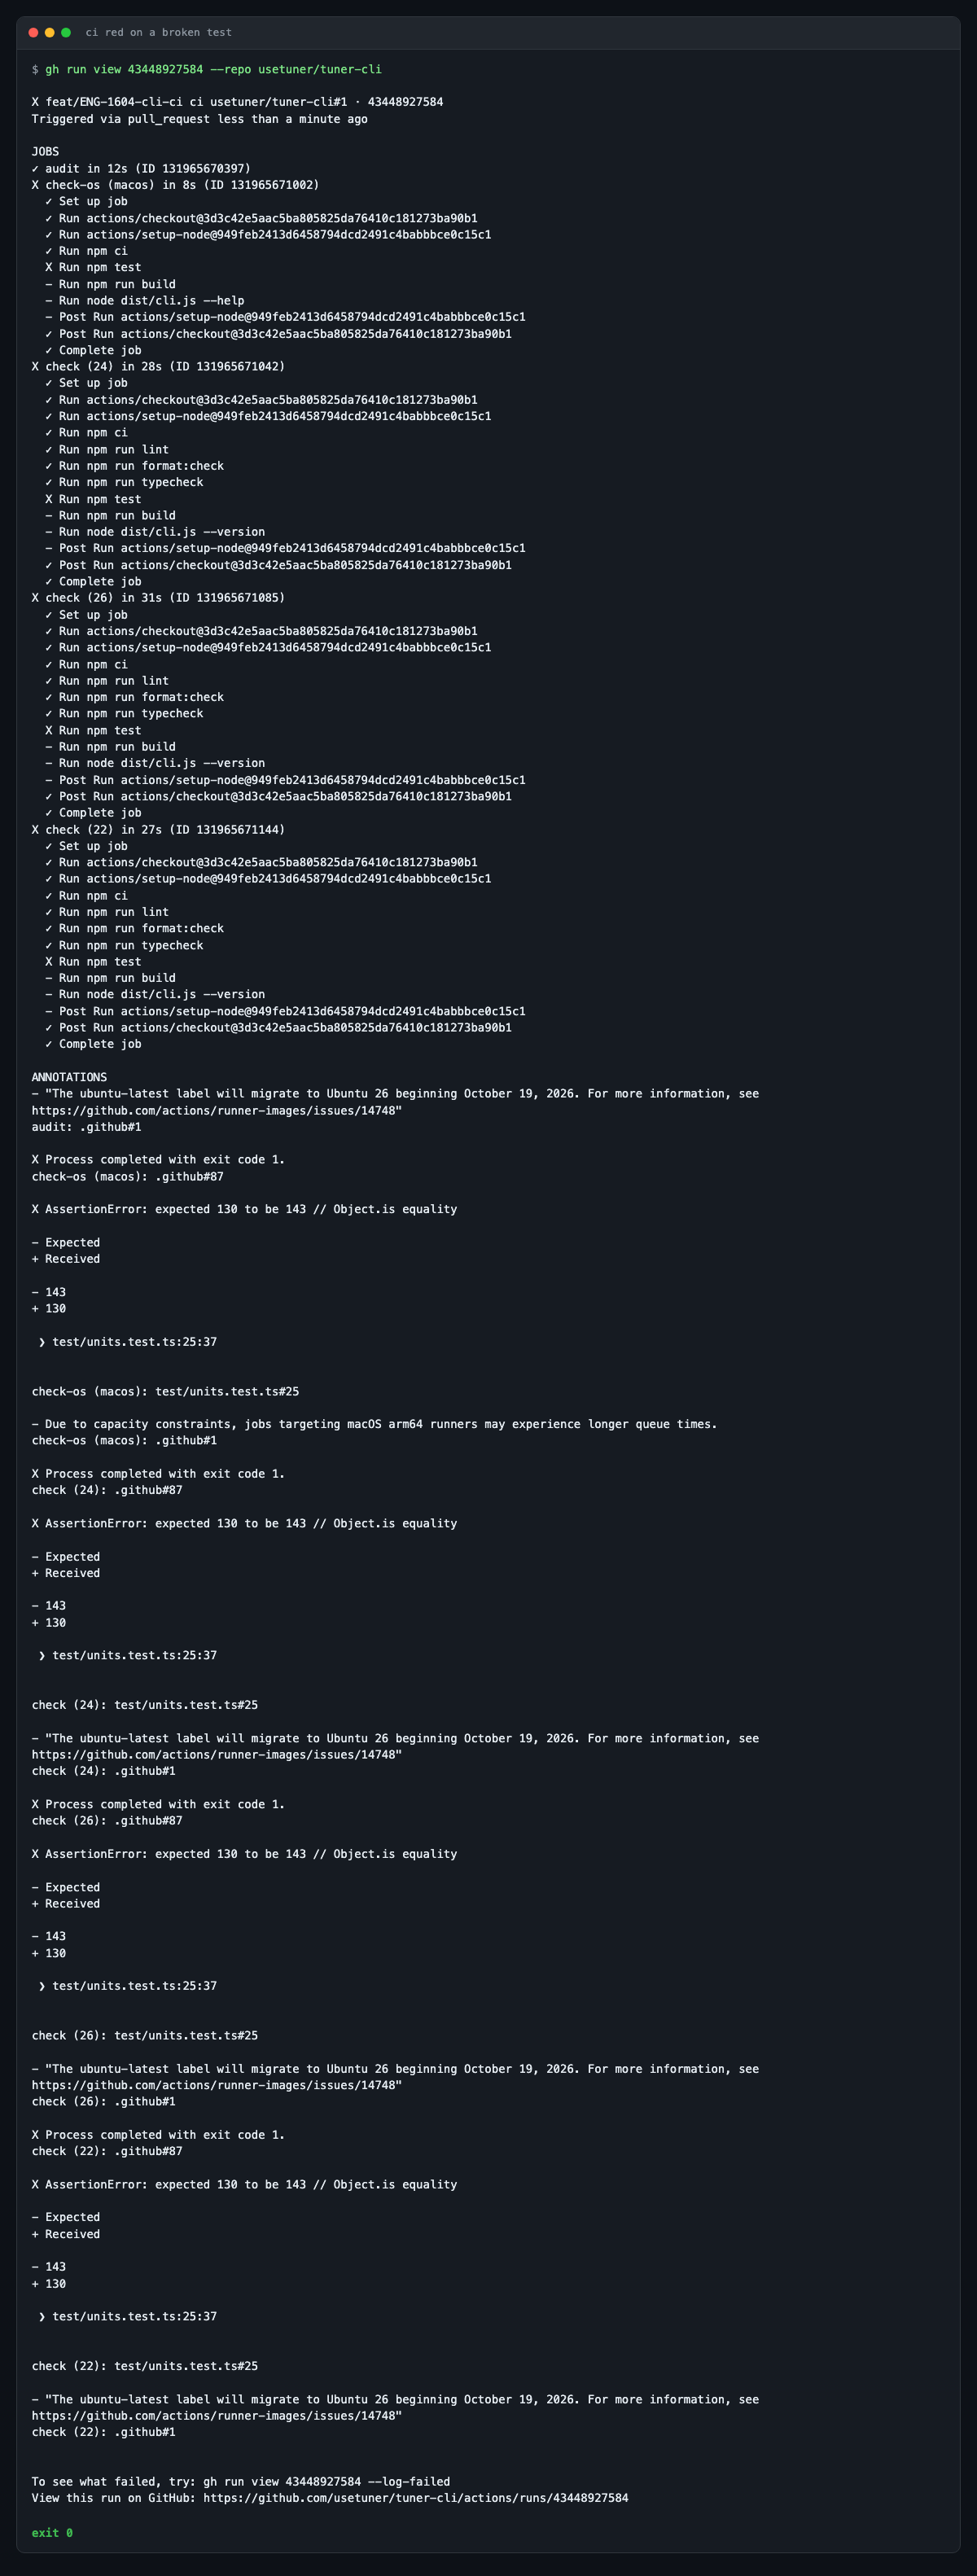 ci red on a broken test
$ gh run view 43448927584 --repo usetuner/tuner-cli
X feat/ENG-1604-cli-ci ci usetuner/tuner-cli#1 · 43448927584
Triggered via pull_request less than a minute ago
JOBS
✓ audit in 12s (ID 131965670397)
X check-os (macos) in 8s (ID 131965671002)
✓ Set up job
✓ Run actions/checkout@3d3c42e5aac5ba805825da76410c181273ba90b1
✓ Run actions/setup-node@949feb2413d6458794dcd2491c4babbbce0c15c1
✓ Run npm ci
X Run npm test
- Run npm run build
- Run node dist/cli.js --help
- Post Run actions/setup-node@949feb2413d6458794dcd2491c4babbbce0c15c1
✓ Post Run actions/checkout@3d3c42e5aac5ba805825da76410c181273ba90b1
✓ Complete job
X check (24) in 28s (ID 131965671042)
✓ Set up job
✓ Run actions/checkout@3d3c42e5aac5ba805825da76410c181273ba90b1
✓ Run actions/setup-node@949feb2413d6458794dcd2491c4babbbce0c15c1
✓ Run npm ci
✓ Run npm run lint
✓ Run npm run format:check
✓ Run npm run typecheck
X Run npm test
- Run npm run build
- Run node dist/cli.js --version
- Post Run actions/setup-node@949feb2413d6458794dcd2491c4babbbce0c15c1
✓ Post Run actions/checkout@3d3c42e5aac5ba805825da76410c181273ba90b1
✓ Complete job
X check (26) in 31s (ID 131965671085)
✓ Set up job
✓ Run actions/checkout@3d3c42e5aac5ba805825da76410c181273ba90b1
✓ Run actions/setup-node@949feb2413d6458794dcd2491c4babbbce0c15c1
✓ Run npm ci
✓ Run npm run lint
✓ Run npm run format:check
✓ Run npm run typecheck
X Run npm test
- Run npm run build
- Run node dist/cli.js --version
- Post Run actions/setup-node@949feb2413d6458794dcd2491c4babbbce0c15c1
✓ Post Run actions/checkout@3d3c42e5aac5ba805825da76410c181273ba90b1
✓ Complete job
X check (22) in 27s (ID 131965671144)
✓ Set up job
✓ Run actions/checkout@3d3c42e5aac5ba805825da76410c181273ba90b1
✓ Run actions/setup-node@949feb2413d6458794dcd2491c4babbbce0c15c1
✓ Run npm ci
✓ Run npm run lint
✓ Run npm run format:check
✓ Run npm run typecheck
X Run npm test
- Run npm run build
- Run node dist/cli.js --version
- Post Run actions/setup-node@949feb2413d6458794dcd2491c4babbbce0c15c1
✓ Post Run actions/checkout@3d3c42e5aac5ba805825da76410c181273ba90b1
✓ Complete job
ANNOTATIONS
- "The ubuntu-latest label will migrate to Ubuntu 26 beginning October 19, 2026. For more information, see
https://github.com/actions/runner-images/issues/14748"
audit: .github#1
X Process completed with exit code 1.
check-os (macos): .github#87
X AssertionError: expected 130 to be 143 // Object.is equality
- Expected
+ Received
- 143
+ 130
❯ test/units.test.ts:25:37
check-os (macos): test/units.test.ts#25
- Due to capacity constraints, jobs targeting macOS arm64 runners may experience longer queue times.
check-os (macos): .github#1
X Process completed with exit code 1.
check (24): .github#87
X AssertionError: expected 130 to be 143 // Object.is equality
- Expected
+ Received
- 143
+ 130
❯ test/units.test.ts:25:37
check (24): test/units.test.ts#25
- "The ubuntu-latest label will migrate to Ubuntu 26 beginning October 19, 2026. For more information, see
https://github.com/actions/runner-images/issues/14748"
check (24): .github#1
X Process completed with exit code 1.
check (26): .github#87
X AssertionError: expected 130 to be 143 // Object.is equality
- Expected
+ Received
- 143
+ 130
❯ test/units.test.ts:25:37
check (26): test/units.test.ts#25
- "The ubuntu-latest label will migrate to Ubuntu 26 beginning October 19, 2026. For more information, see
https://github.com/actions/runner-images/issues/14748"
check (26): .github#1
X Process completed with exit code 1.
check (22): .github#87
X AssertionError: expected 130 to be 143 // Object.is equality
- Expected
+ Received
- 143
+ 130
❯ test/units.test.ts:25:37
check (22): test/units.test.ts#25
- "The ubuntu-latest label will migrate to Ubuntu 26 beginning October 19, 2026. For more information, see
https://github.com/actions/runner-images/issues/14748"
check (22): .github#1
To see what failed, try: gh run view 43448927584 --log-failed
View this run on GitHub: https://github.com/usetuner/tuner-cli/actions/runs/43448927584
exit 0